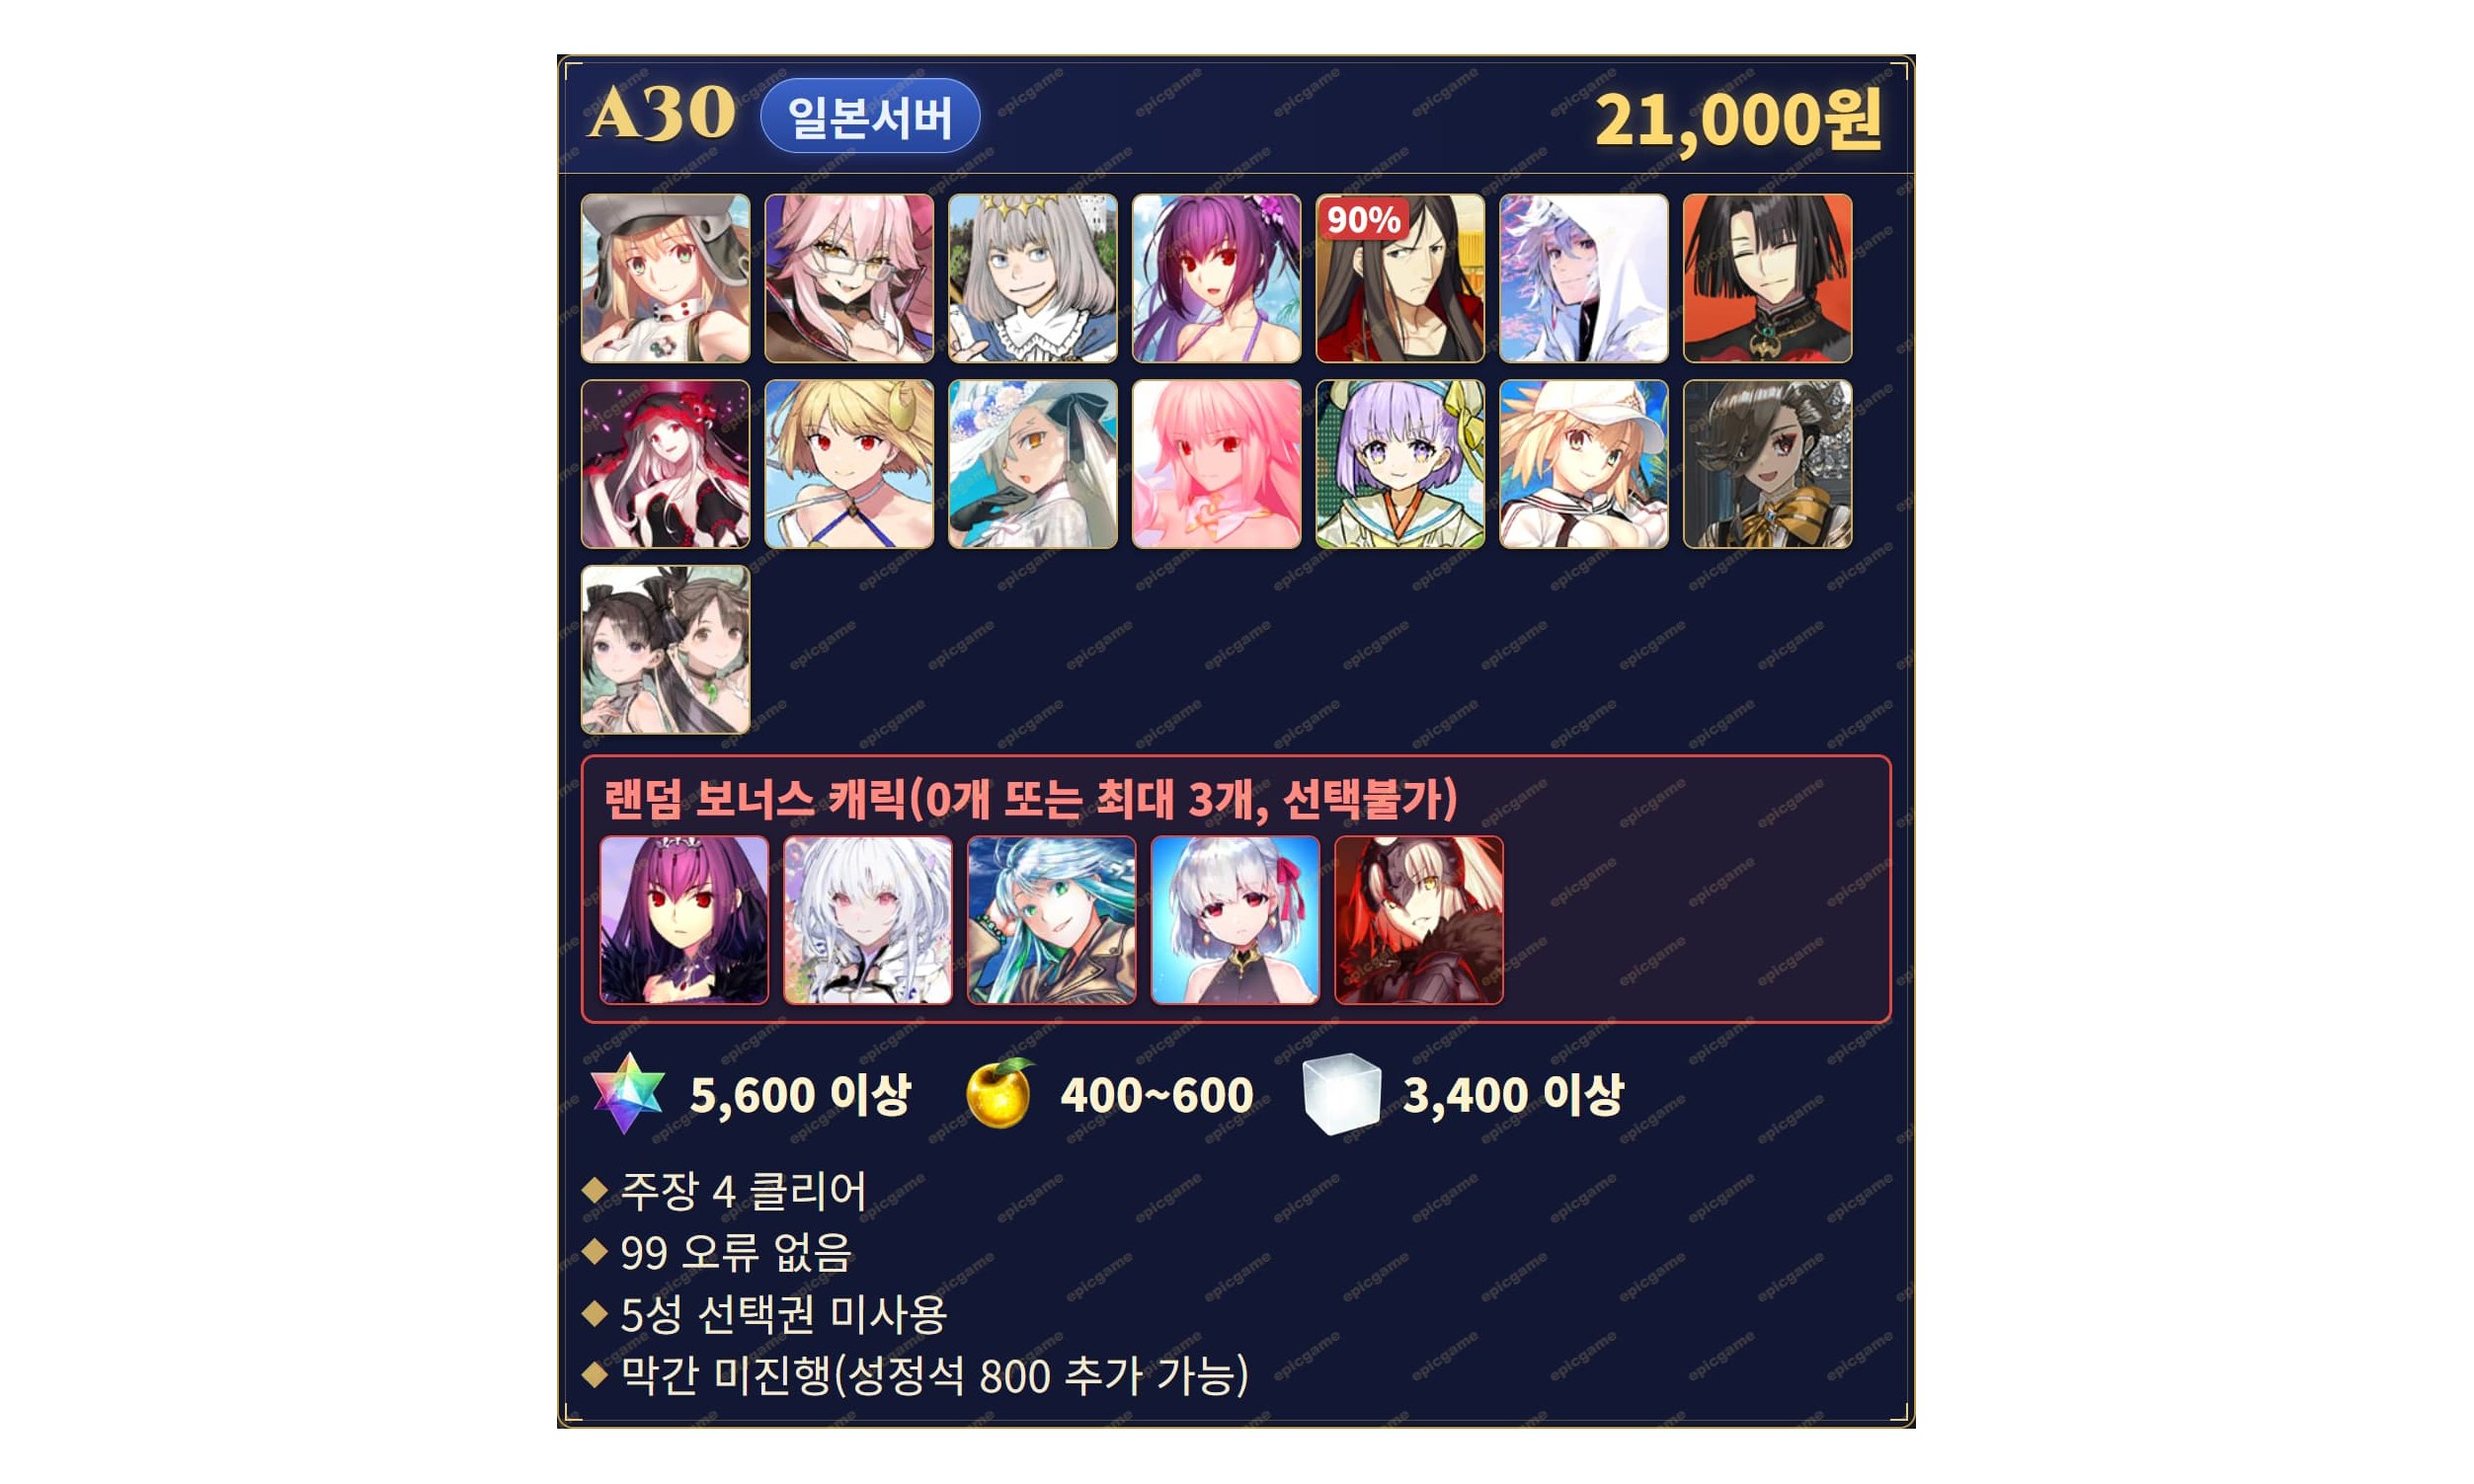 A30 일본서버 21,000원
90%
랜덤 보너스 캐릭(0개 또는 최대 3개, 선택불가)
5,600 이상 400~600 3,400 이상
◆ 주장 4 클리어
◆ 99 오류 없음
◆ 5성 선택권 미사용
◆ 막간 미진행(성정석 800 추가 가능)
epicgame